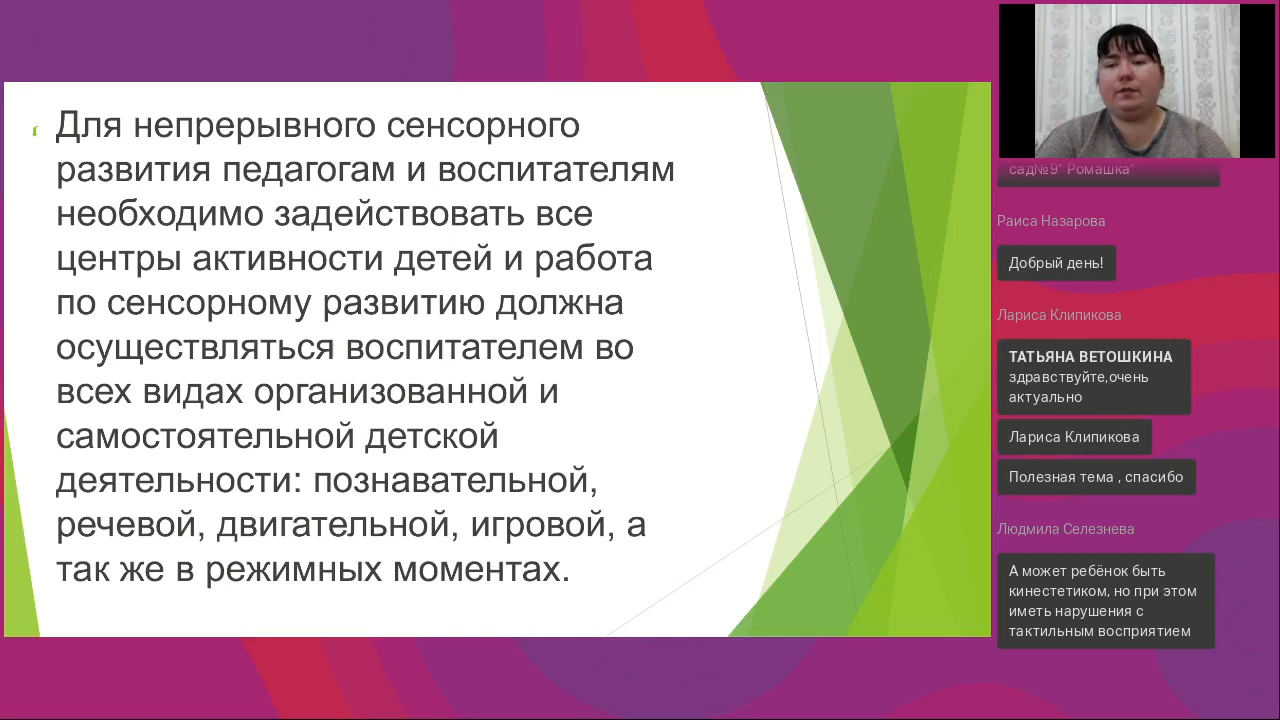 Для непрерывного сенсорного
развития педагогам и воспитателям
необходимо задействовать все
центры активности детей и работа
по сенсорному развитию должна
осуществляться воспитателем во
всех видах организованной и
самостоятельной детской
деятельности: познавательной,
речевой, двигательной, игровой, а
так же в режимных моментах.
сад№9" Ромашка"
Раиса Назарова
Добрый день!
Лариса Клипикова
ТАТЬЯНА ВЕТОШКИНА
здравствуйте,очень
актуально
Лариса Клипикова
Полезная тема , спасибо
Людмила Селезнева
А может ребёнок быть
кинестетиком, но при этом
иметь нарушения с
тактильным восприятием